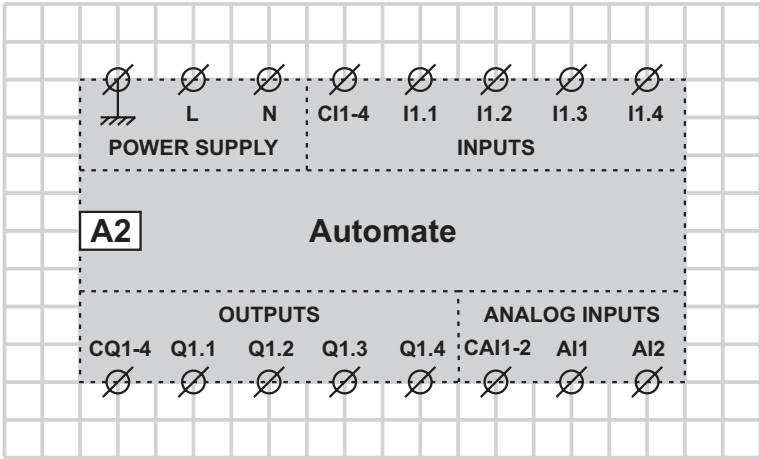 L N CI1-4 I1.1 I1.2 I1.3 I1.4
POWER SUPPLY INPUTS
A2 Automate
OUTPUTS ANALOG INPUTS
CQ1-4 Q1.1 Q1.2 Q1.3 Q1.4 CAI1-2 AI1 AI2